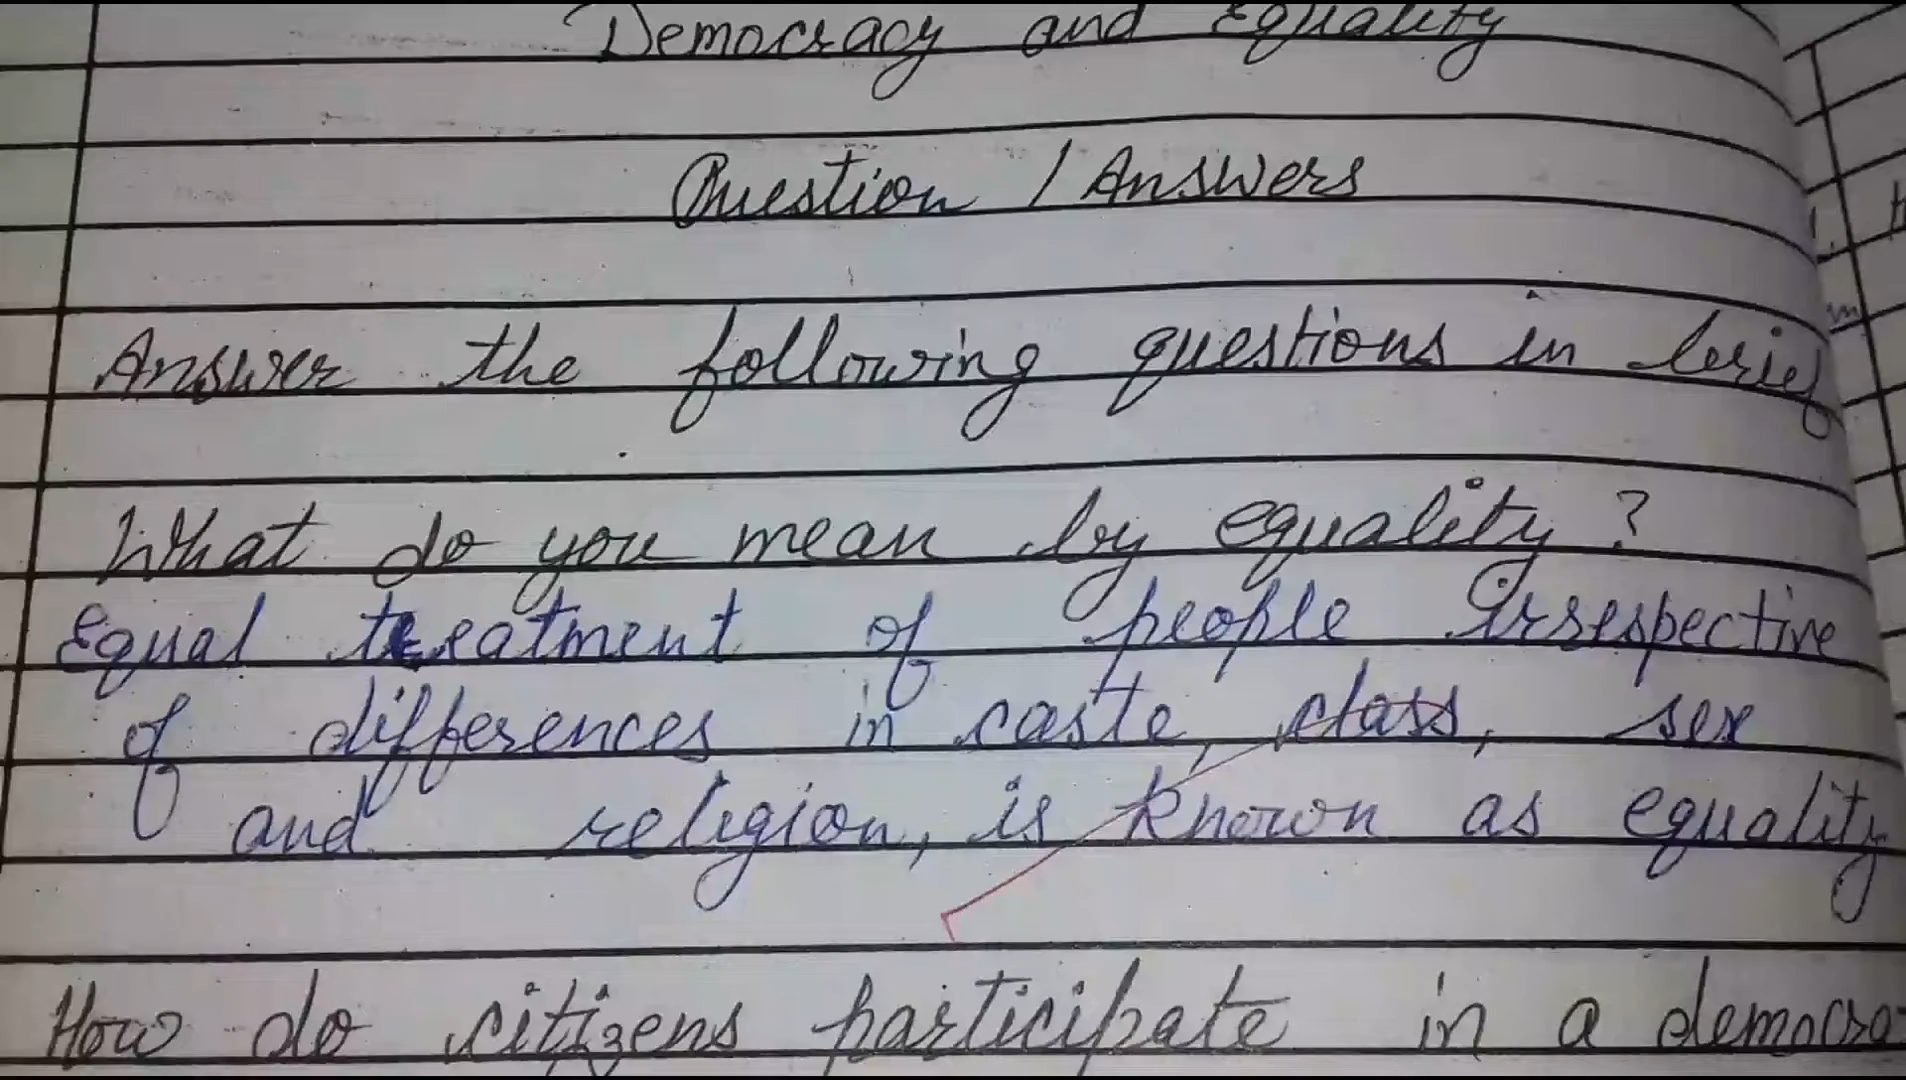 Democracy and Equality
Question / Answers
Answer the following questions in brief
What do you mean by equality?
Equal treatment of people Irrespective
of differences in caste, class, sex
and religion, is known as equality
How do citizens participate in a democra